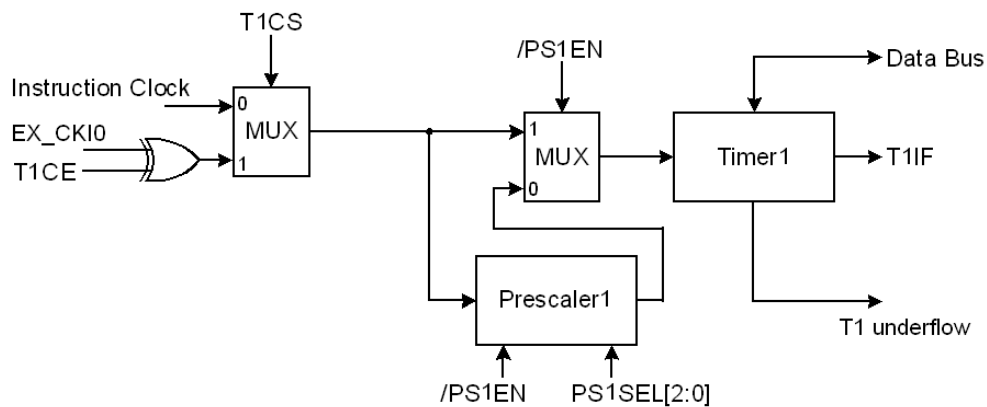 T1CS
/PS1EN
Data Bus
Instruction Clock
0
MUX
EX_CKI0
1
T1CE
1
MUX
0
Timer1
T1IF
Prescaler1
T1 underflow
/PS1EN
PS1SEL[2:0]